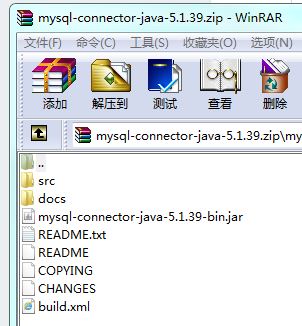 mysql-connector-java-5.1.39.zip - WinRAR
文件(F) 命令(C) 工具(S) 收藏夹(O) 选项(N)
添加 解压到 测试 查看 删除
mysql-connector-java-5.1.39.zip\my
..
src
docs
mysql-connector-java-5.1.39-bin.jar
README.txt
README
COPYING
CHANGES
build.xml